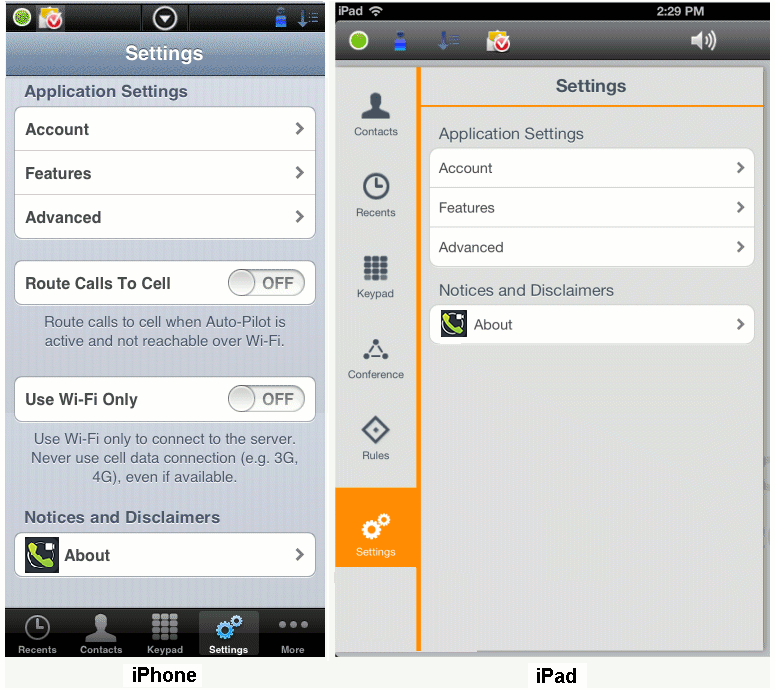 Settings
Application Settings
Account
Features
Advanced
Route Calls To Cell
OFF
Route calls to cell when Auto-Pilot is
active and not reachable over Wi-Fi.
Use Wi-Fi Only
OFF
Use Wi-Fi only to connect to the server.
Never use cell data connection (e.g. 3G,
4G), even if available.
Notices and Disclaimers
About
Recents
Contacts
Keypad
Settings
More
iPhone
iPad
2:29 PM
Contacts
Recents
Keypad
Conference
Rules
Settings
Settings
Application Settings
Account
Features
Advanced
Notices and Disclaimers
About
iPad